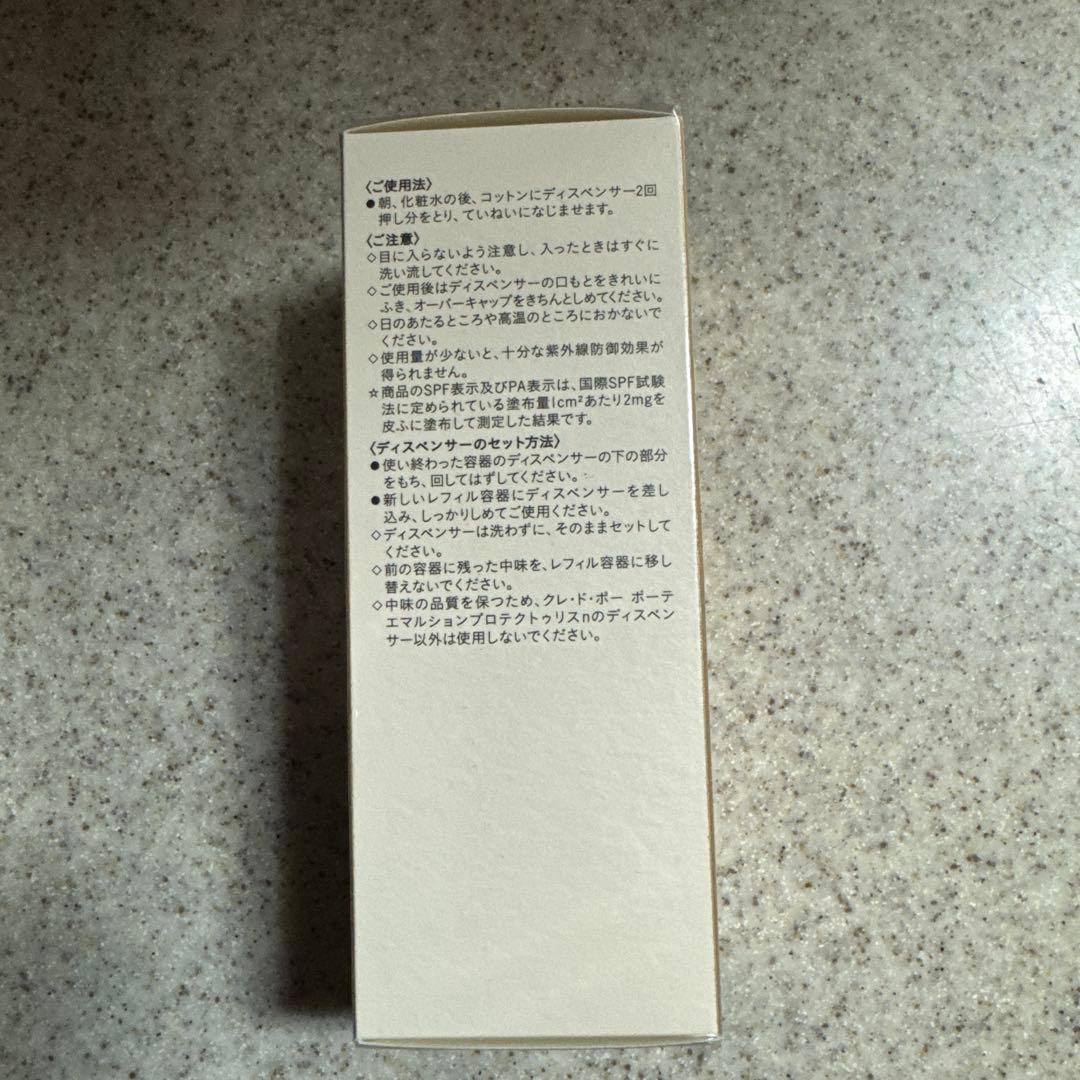 〈ご使用法〉
●朝、化粧水の後、コットンにディスペンサー2回
押し分をとり、ていねいになじませます。
〈ご注意〉
◇目に入らないよう注意し、入ったときはすぐに
洗い流してください。
◇ご使用後はディスペンサーの口もとをきれいに
ふき、オーバーキャップをきちんとしめてください。
◇日のあたるところや高温のところにおかないで
ください。
◇使用量が少ないと、十分な紫外線防御効果が
得られません。
☆商品のSPF表示及びPA表示は、国際SPF試験
法に定められている塗布量1cm²あたり2mgを
皮ふに塗布して測定した結果です。
〈ディスペンサーのセット方法〉
●使い終わった容器のディスペンサーの下の部分
をもち、回してはずしてください。
●新しいレフィル容器にディスペンサーを差し
込み、しっかりしめてご使用ください。
◇ディスペンサーは洗わずに、そのままセットして
ください。
◇前の容器に残った中味を、レフィル容器に移し
替えないでください。
◇中味の品質を保つため、クレ・ド・ポー ボーテ
エマルションプロテクトゥリスnのディスペン
サー以外は使用しないでください。